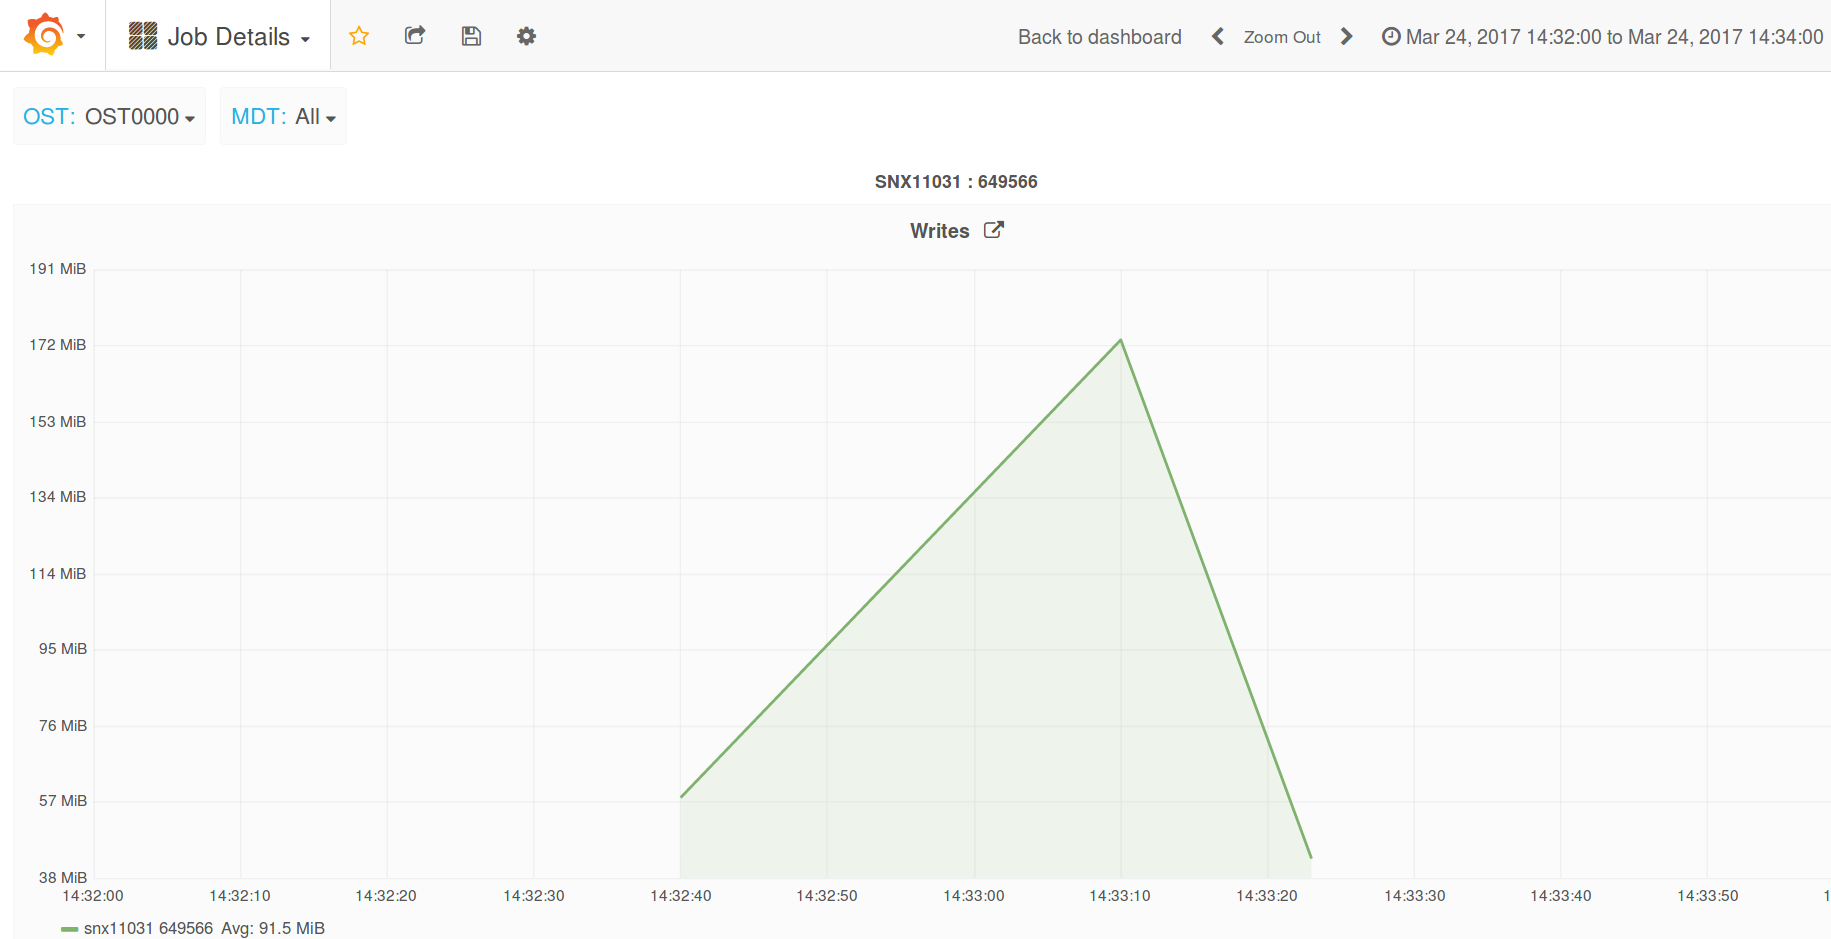 Job Details Back to dashboard Zoom Out Mar 24, 2017 14:32:00 to Mar 24, 2017 14:34:00
OST: OST0000 MDT: All
SNX11031 : 649566
Writes
191 MiB
172 MiB
153 MiB
134 MiB
114 MiB
95 MiB
76 MiB
57 MiB
38 MiB
14:32:00 14:32:10 14:32:20 14:32:30 14:32:40 14:32:50 14:33:00 14:33:10 14:33:20 14:33:30 14:33:40 14:33:50 1
snx11031 649566 Avg: 91.5 MiB